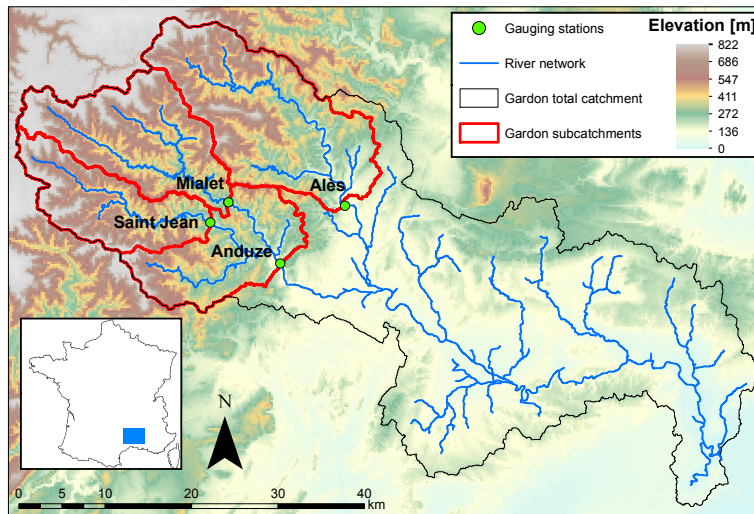 Gauging stations
River network
Gardon total catchment
Gardon subcatchments
Elevation [m]
822
686
547
411
272
136
0
Mialet
Ales
Saint Jean
Anduze
N
0 5 10 20 30 40
km